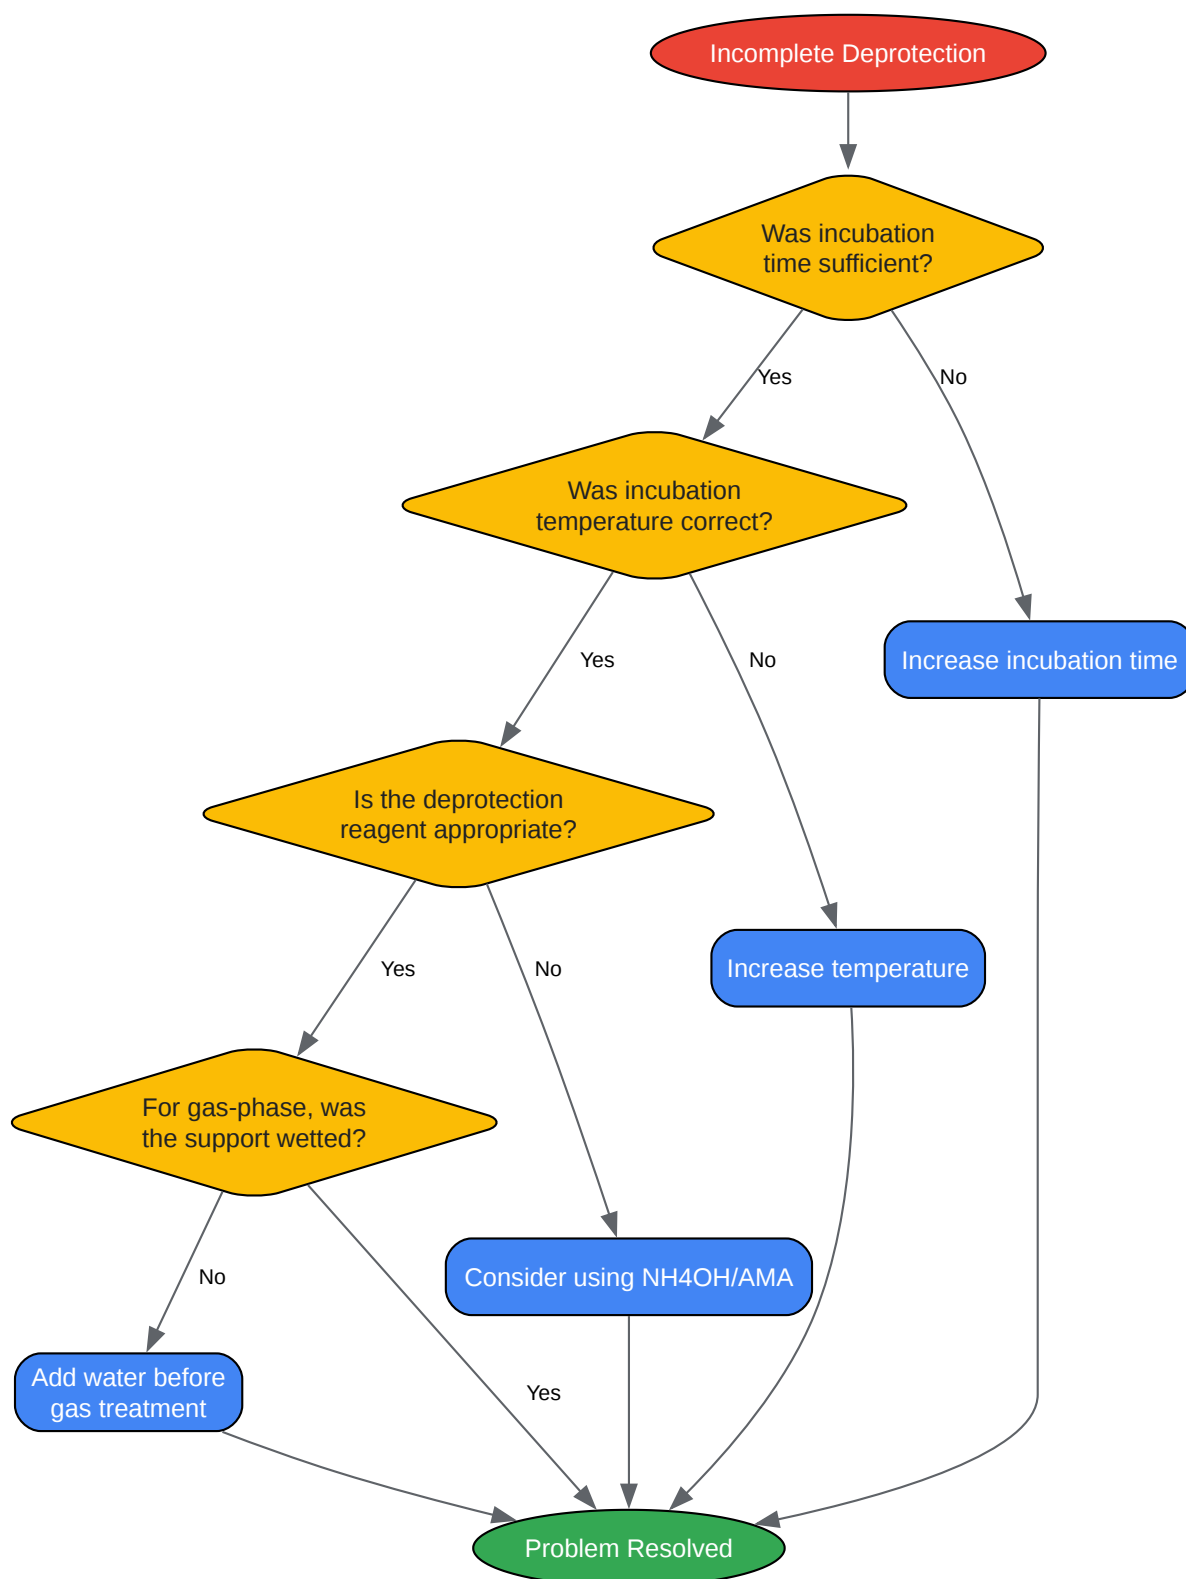 Incomplete Deprotection
Was incubation
time sufficient?
Yes
No
Was incubation
temperature correct?
Yes
No
Increase incubation time
Is the deprotection
reagent appropriate?
Yes
No
Increase temperature
For gas-phase, was
the support wetted?
No
Yes
Consider using NH4OH/AMA
Add water before
gas treatment
Problem Resolved